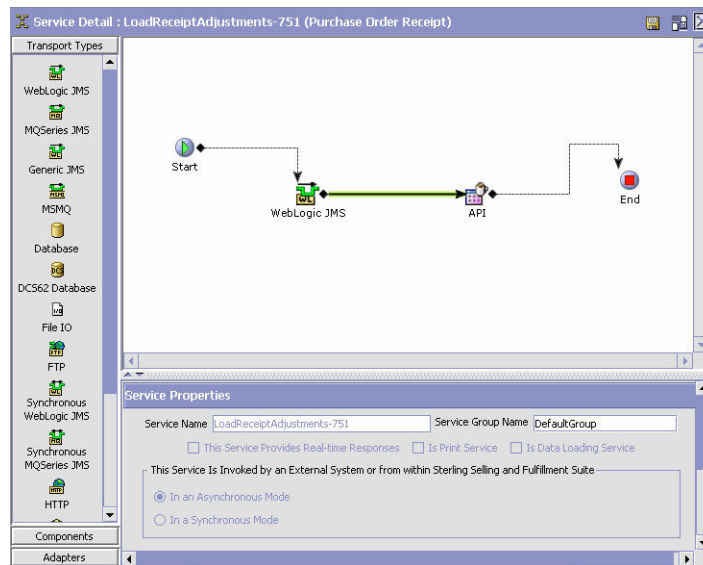 Service Detail : LoadReceiptAdjustments-751 (Purchase Order Receipt)
Transport Types
WebLogic JMS
MQSeries JMS
Generic JMS
MSMQ
Database
DCS62 Database
File IO
FTP
Synchronous
WebLogic JMS
Synchronous
MQSeries JMS
HTTP
Components
Adapters
Start
WebLogic JMS
API
End
Service Properties
Service Name LoadReceiptAdjustments-751 Service Group Name DefaultGroup
This Service Provides Real-time Responses Is Print Service Is Data Loading Service
This Service Is Invoked by an External System or from within Sterling Selling and Fulfillment Suite
In an Asynchronous Mode
In a Synchronous Mode